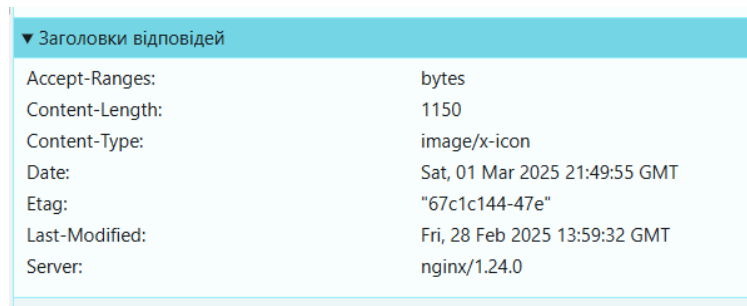 ▼ Заголовки відповідей
Accept-Ranges: bytes
Content-Length: 1150
Content-Type: image/x-icon
Date: Sat, 01 Mar 2025 21:49:55 GMT
Etag: "67c1c144-47e"
Last-Modified: Fri, 28 Feb 2025 13:59:32 GMT
Server: nginx/1.24.0